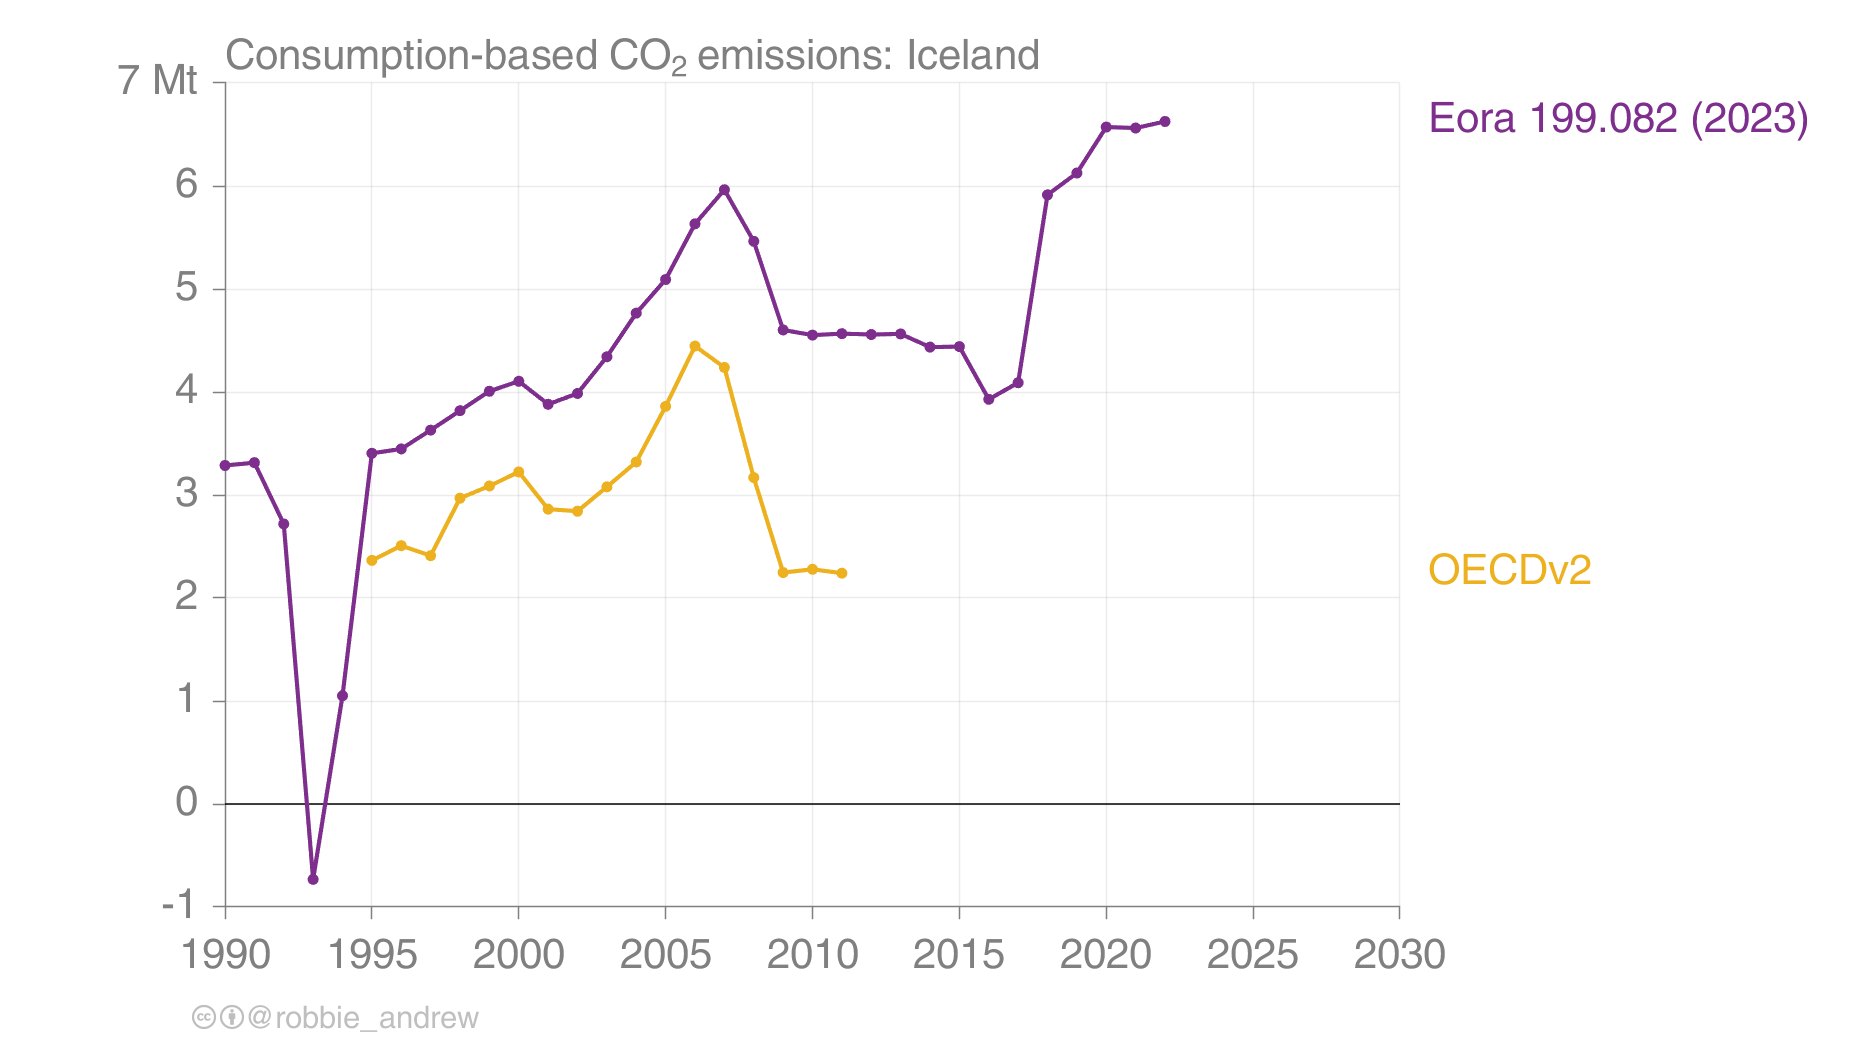 Consumption-based CO₂ emissions: Iceland
7 Mt
6
5
4
3
2
1
0
-1
1990 1995 2000 2005 2010 2015 2020 2025 2030
Eora 199.082 (2023)
OECDv2
cc @robbie_andrew